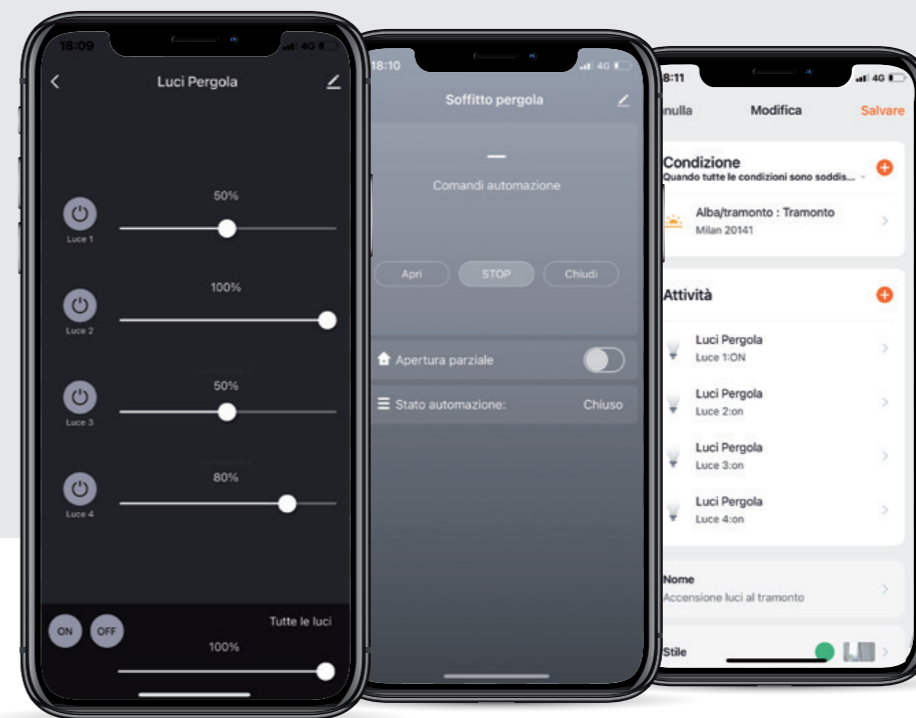 18:09
4G
Luci Pergola
50%
Luce 1
100%
Luce 2
50%
Luce 3
80%
Luce 4
ON OFF
Tutte le luci
100%
18:10
4G
Soffitto pergola
Comandi automazione
Apri STOP Chiudi
Apertura parziale
Stato automazione: Chiuso
8:11
4G
nulla Modifica Salvare
Condizione
Quando tutte le condizioni sono soddis...
Alba/tramonto : Tramonto
Milan 20141
Attività
Luci Pergola
Luce 1:ON
Luci Pergola
Luce 2:on
Luci Pergola
Luce 3:on
Luci Pergola
Luce 4:on
Nome
Accensione luci al tramonto
Stile